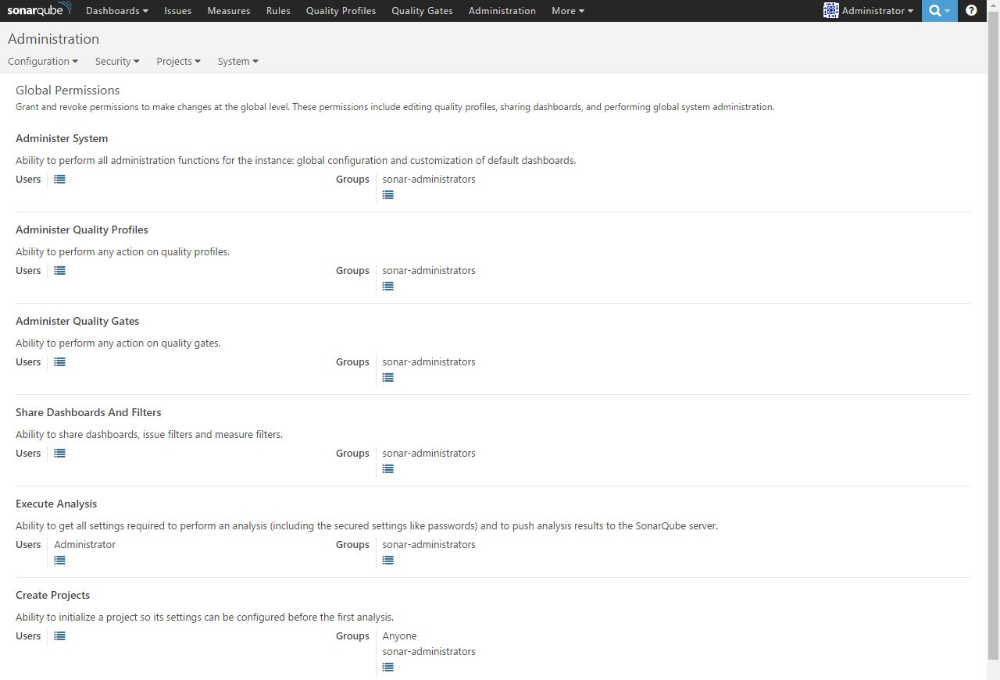 sonarqube Dashboards Issues Measures Rules Quality Profiles Quality Gates Administration More Administrator ?
Administration
Configuration Security Projects System
Global Permissions
Grant and revoke permissions to make changes at the global level. These permissions include editing quality profiles, sharing dashboards, and performing global system administration.
Administer System
Ability to perform all administration functions for the instance: global configuration and customization of default dashboards.
Users Groups sonar-administrators
Administer Quality Profiles
Ability to perform any action on quality profiles.
Users Groups sonar-administrators
Administer Quality Gates
Ability to perform any action on quality gates.
Users Groups sonar-administrators
Share Dashboards And Filters
Ability to share dashboards, issue filters and measure filters.
Users Groups sonar-administrators
Execute Analysis
Ability to get all settings required to perform an analysis (including the secured settings like passwords) and to push analysis results to the SonarQube server.
Users Administrator Groups sonar-administrators
Create Projects
Ability to initialize a project so its settings can be configured before the first analysis.
Users Groups Anyone
sonar-administrators